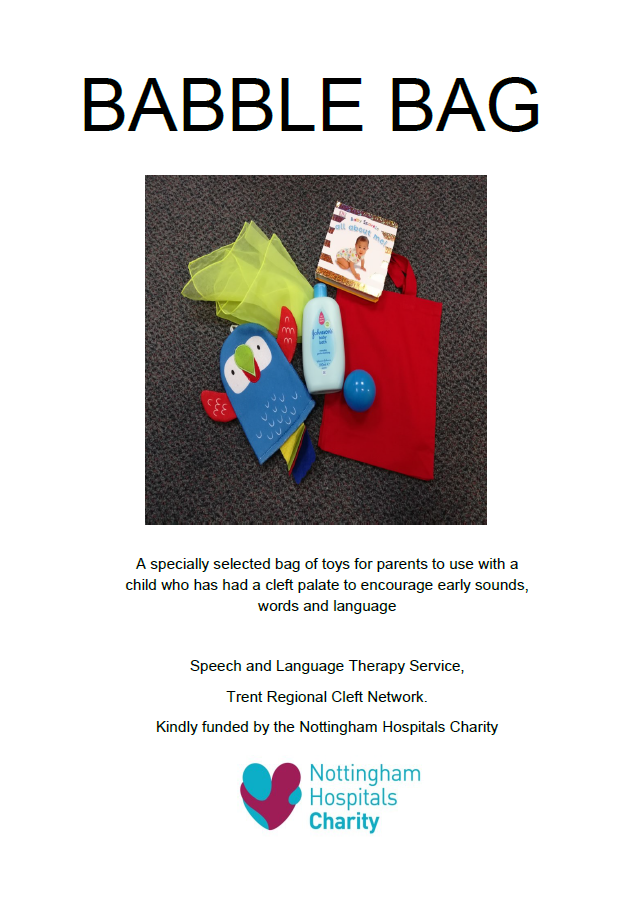 BABBLE BAG
all about me!
Johnson's
baby
bath
A specially selected bag of toys for parents to use with a
child who has had a cleft palate to encourage early sounds,
words and language
Speech and Language Therapy Service,
Trent Regional Cleft Network.
Kindly funded by the Nottingham Hospitals Charity
Nottingham
Hospitals
Charity